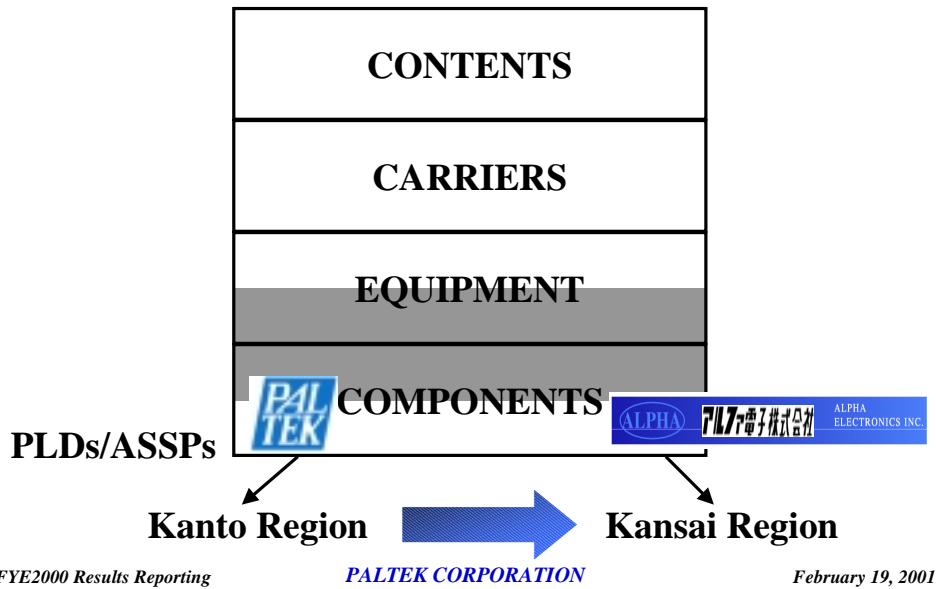 CONTENTS
CARRIERS
EQUIPMENT
PAL
TEK
COMPONENTS
ALPHA
アルファ電子株式会社
ALPHA
ELECTRONICS INC.
PLDs/ASSPs
Kanto Region
Kansai Region
FYE2000 Results Reporting
PALTEK CORPORATION
February 19, 2001